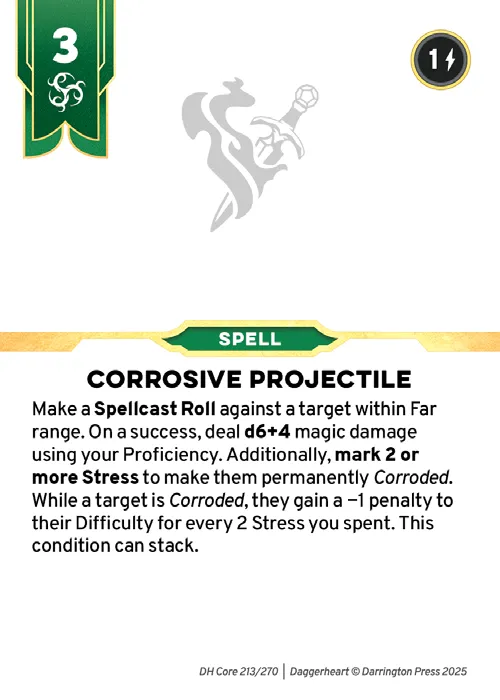 3
1
SPELL
CORROSIVE PROJECTILE
Make a Spellcast Roll against a target within Far
range. On a success, deal d6+4 magic damage
using your Proficiency. Additionally, mark 2 or
more Stress to make them permanently Corroded.
While a target is Corroded, they gain a −1 penalty to
their Difficulty for every 2 Stress you spent. This
condition can stack.
DH Core 213/270 | Daggerheart © Darrington Press 2025